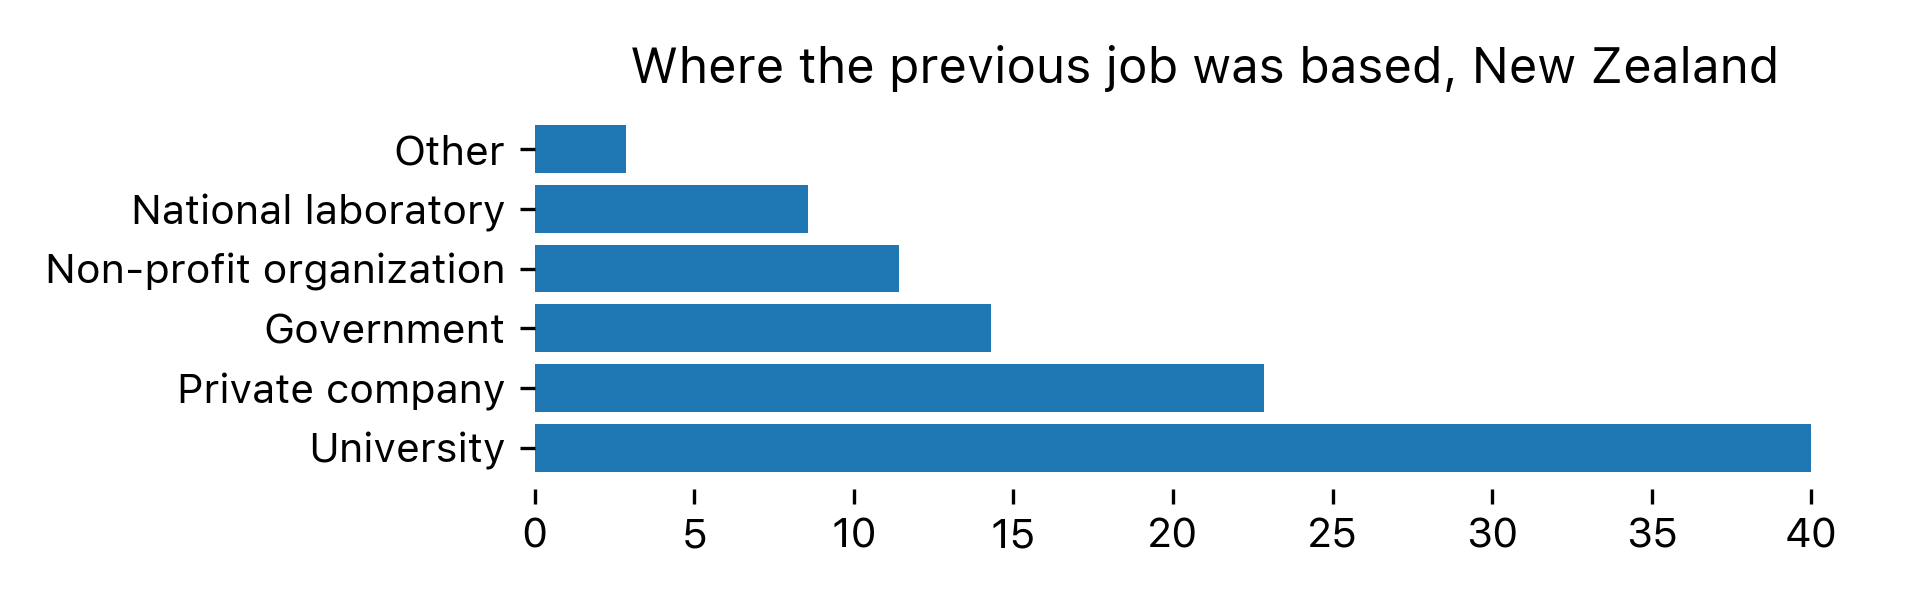 Where the previous job was based, New Zealand
Other
National laboratory
Non-profit organization
Government
Private company
University
0 5 10 15 20 25 30 35 40